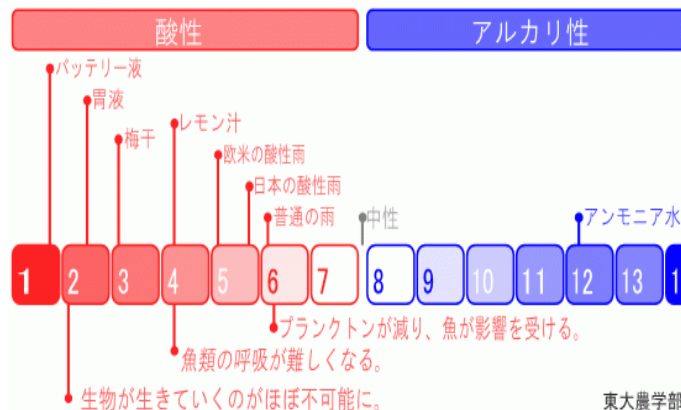 酸性
アルカリ性
バッテリー液
胃液
梅干
レモン汁
欧米の酸性雨
日本の酸性雨
普通の雨
中性
アンモニア水
1 2 3 4 5 6 7 8 9 10 11 12 13 1
プランクトンが減り、魚が影響を受ける。
魚類の呼吸が難しくなる。
生物が生きていくのがほぼ不可能に。
東大農学部